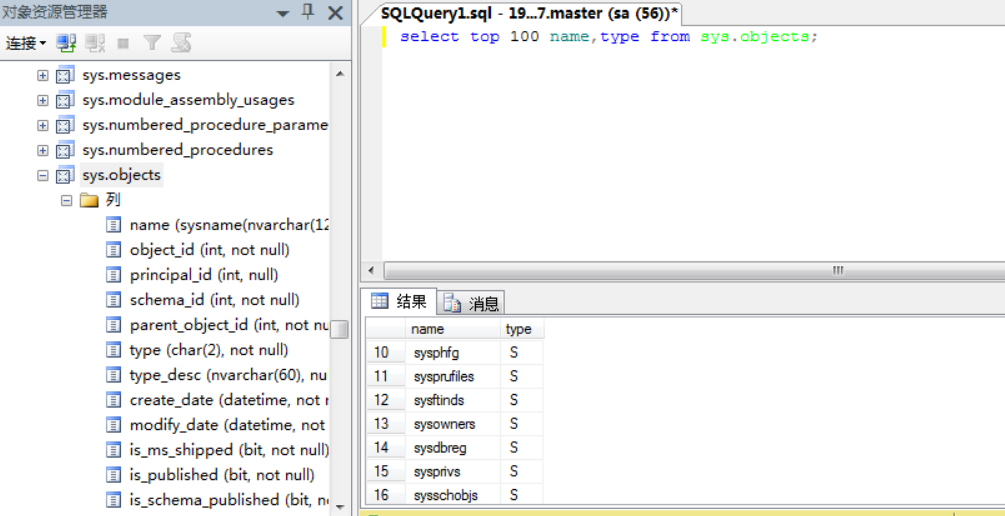 对象资源管理器
连接
sys.messages
sys.module_assembly_usages
sys.numbered_procedure_parame
sys.numbered_procedures
sys.objects
列
name (sysname(nvarchar(12
object_id (int, not null)
principal_id (int, null)
schema_id (int, not null)
parent_object_id (int, not nu
type (char(2), not null)
type_desc (nvarchar(60), nu
create_date (datetime, not r
modify_date (datetime, not
is_ms_shipped (bit, not null)
is_published (bit, not null)
is_schema_published (bit, n
SQLQuery1.sql - 19...7.master (sa (56))*
select top 100 name,type from sys.objects;
结果 消息
name type
10 sysphfg S
11 sysprufiles S
12 sysftinds S
13 sysowners S
14 sysdbreg S
15 sysprivs S
16 sysschobjs S